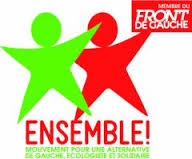 MEMBRE DU
FRONT
DE GAUCHE
ENSEMBLE!
MOUVEMENT POUR UNE ALTERNATIVE
DE GAUCHE, ÉCOLOGISTE ET SOLIDAIRE